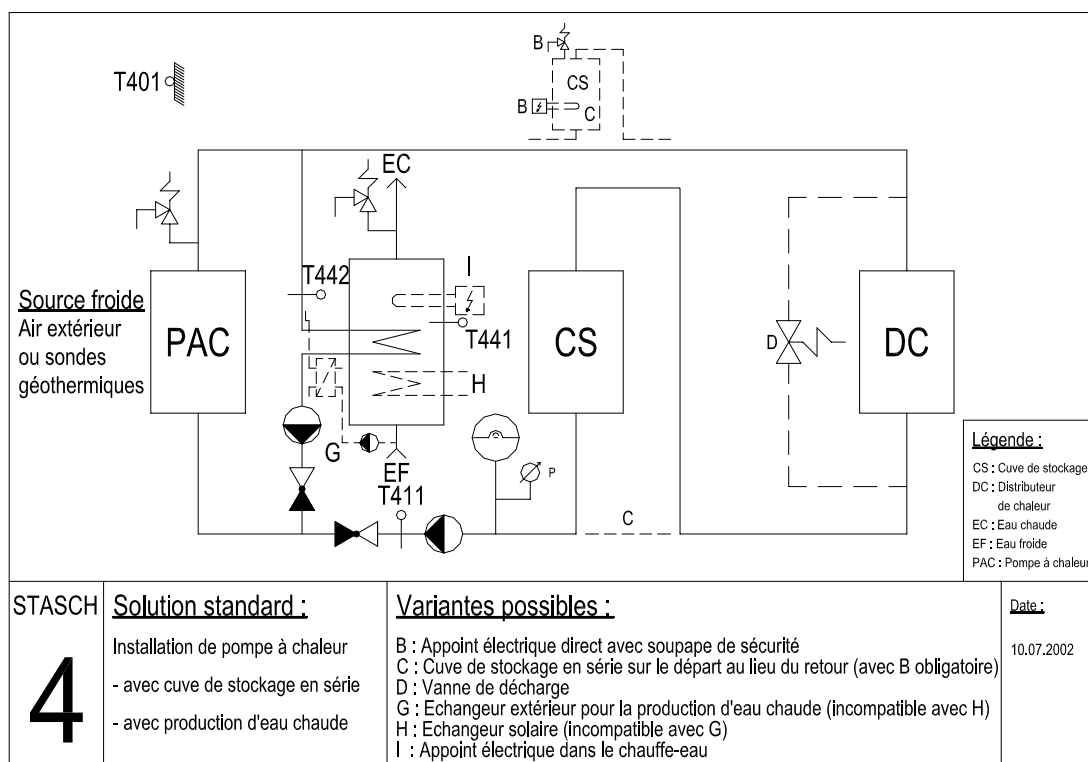 B
CS
T401
B
C
EC
I
T442
Source froide
Air extérieur
ou sondes
géothermiques
PAC
T441
CS
D
DC
H
G
EF
T411
P
C
Légende :
CS : Cuve de stockage
DC : Distributeur
de chaleur
EC : Eau chaude
EF : Eau froide
PAC : Pompe à chaleur
STASCH
4
Solution standard :
Installation de pompe à chaleur
- avec cuve de stockage en série
- avec production d'eau chaude
Variantes possibles :
B : Appoint électrique direct avec soupape de sécurité
C : Cuve de stockage en série sur le départ au lieu du retour (avec B obligatoire)
D : Vanne de décharge
G : Echangeur extérieur pour la production d'eau chaude (incompatible avec H)
H : Echangeur solaire (incompatible avec G)
I : Appoint électrique dans le chauffe-eau
Date :
10.07.2002